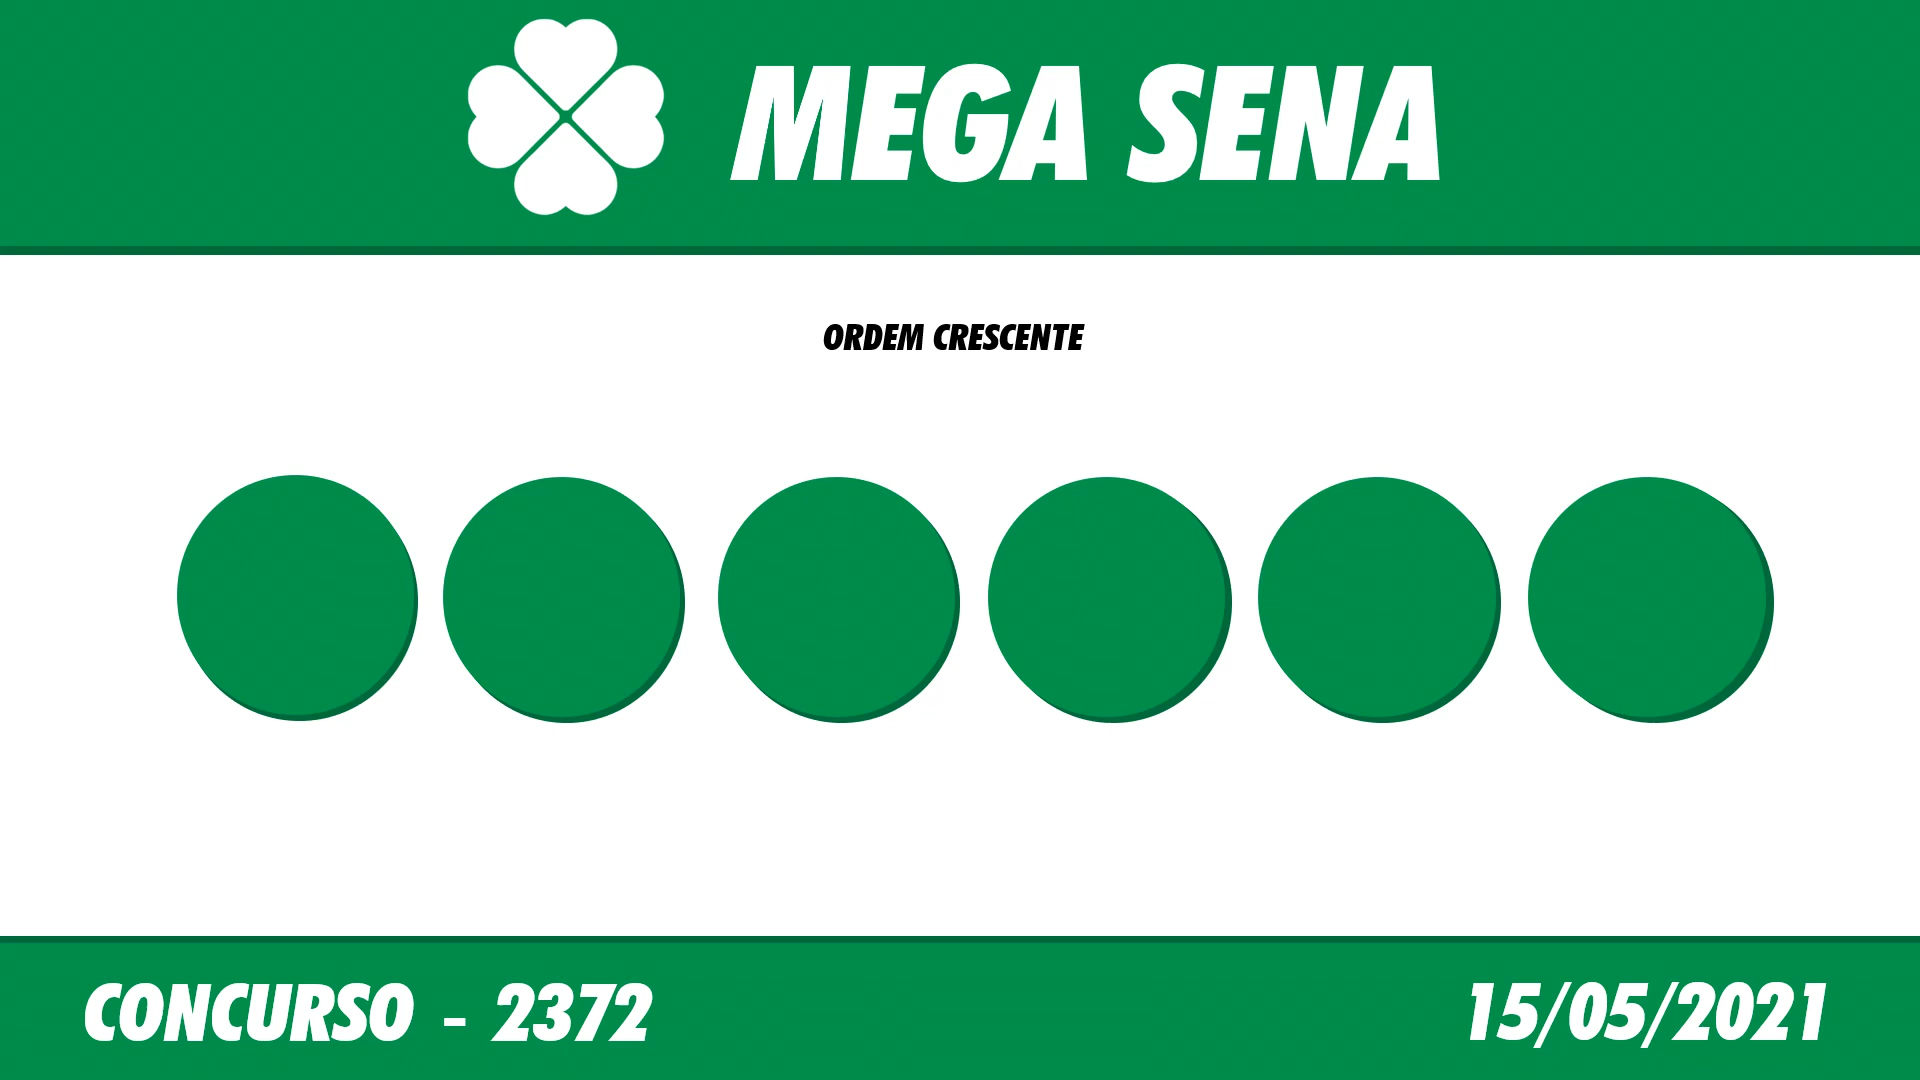 MEGA SENA
ORDEM CRESCENTE
CONCURSO - 2372
15/05/2021